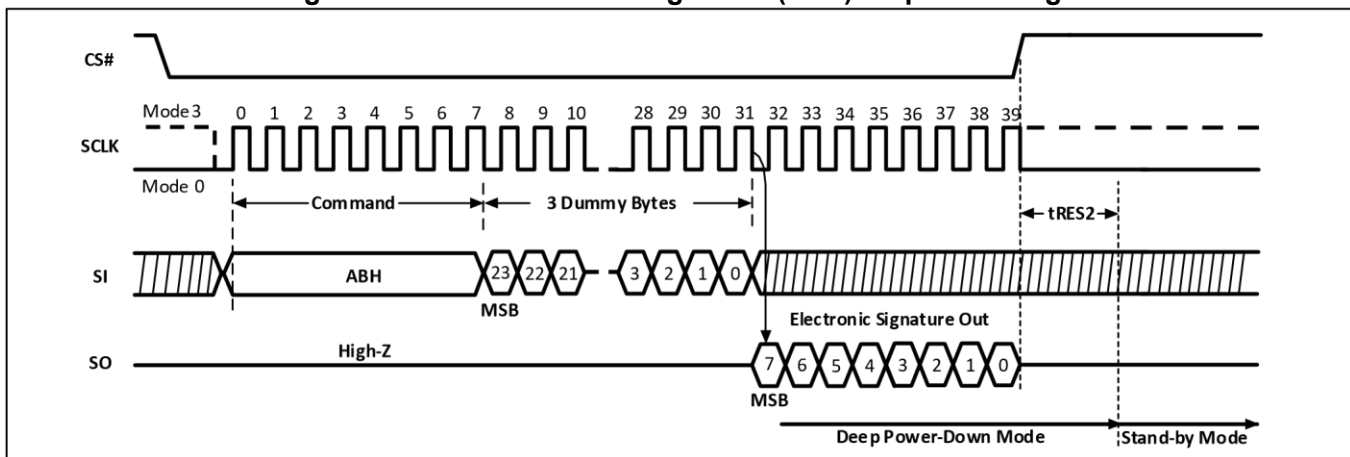 CS#
Mode 3 0 1 2 3 4 5 6 7 8 9 10 28 29 30 31 32 33 34 35 36 37 38 39
SCLK
Mode 0
Command 3 Dummy Bytes tRES2
SI ABH 23 22 21 3 2 1 0
MSB
Electronic Signature Out
High-Z
SO 7 6 5 4 3 2 1 0
MSB
Deep Power-Down Mode Stand-by Mode